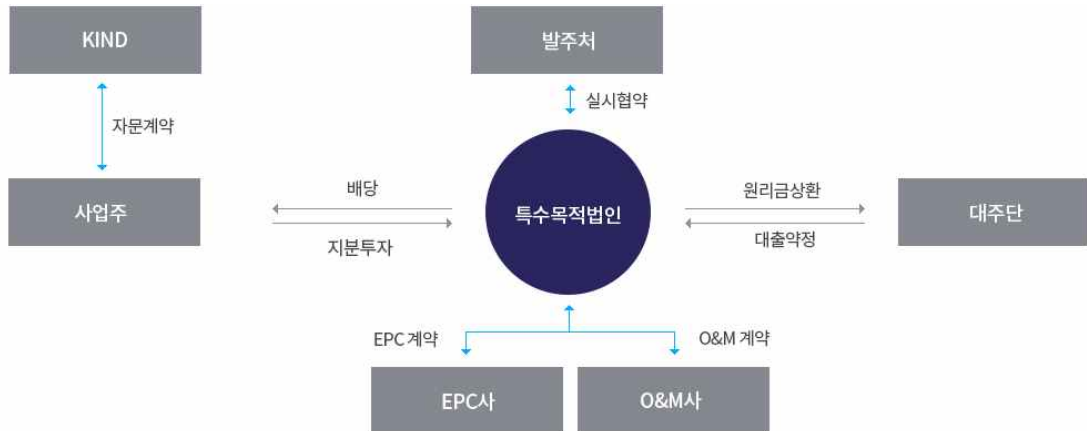 KIND
발주처
자문계약
실시협약
사업주
배당
지분투자
특수목적법인
원리금상환
대출약정
대주단
EPC 계약
O&M 계약
EPC사
O&M사